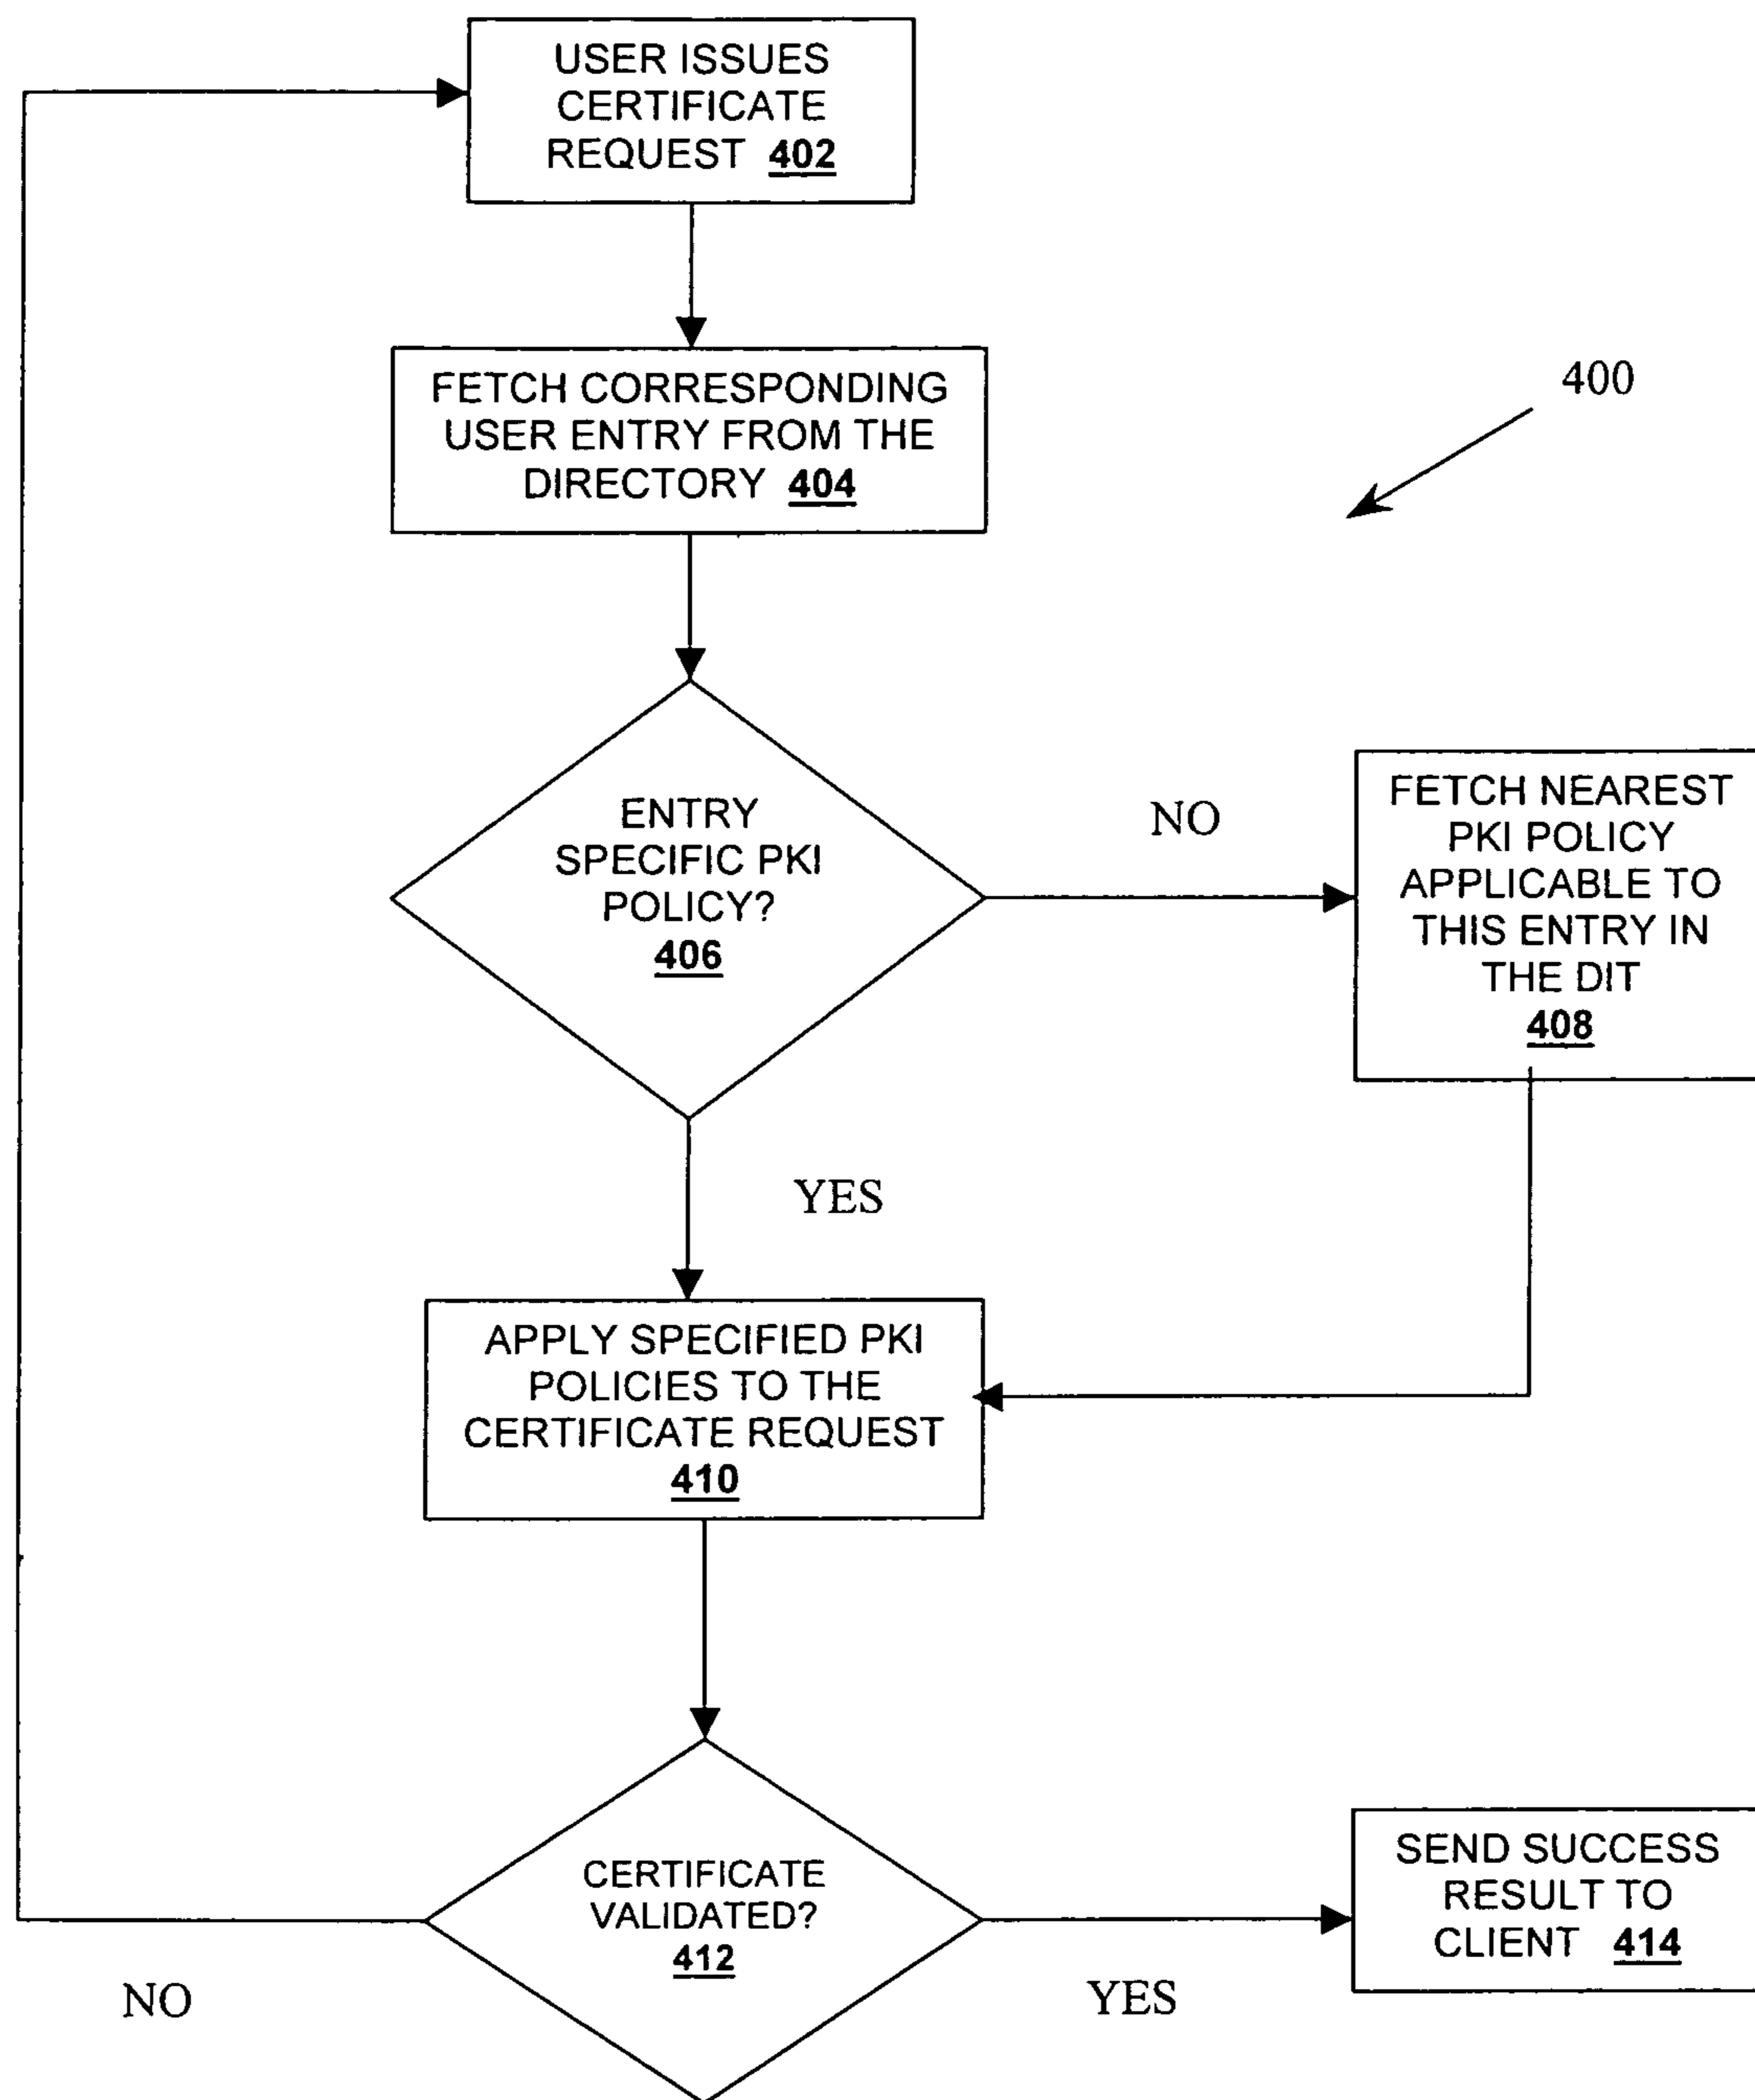 USER ISSUES
CERTIFICATE
REQUEST 402
FETCH CORRESPONDING
USER ENTRY FROM THE
DIRECTORY 404
400
ENTRY
SPECIFIC PKI
POLICY?
406
NO
FETCH NEAREST
PKI POLICY
APPLICABLE TO
THIS ENTRY IN
THE DIT
408
YES
APPLY SPECIFIED PKI
POLICIES TO THE
CERTIFICATE REQUEST
410
CERTIFICATE
VALIDATED?
412
NO
YES
SEND SUCCESS
RESULT TO
CLIENT 414